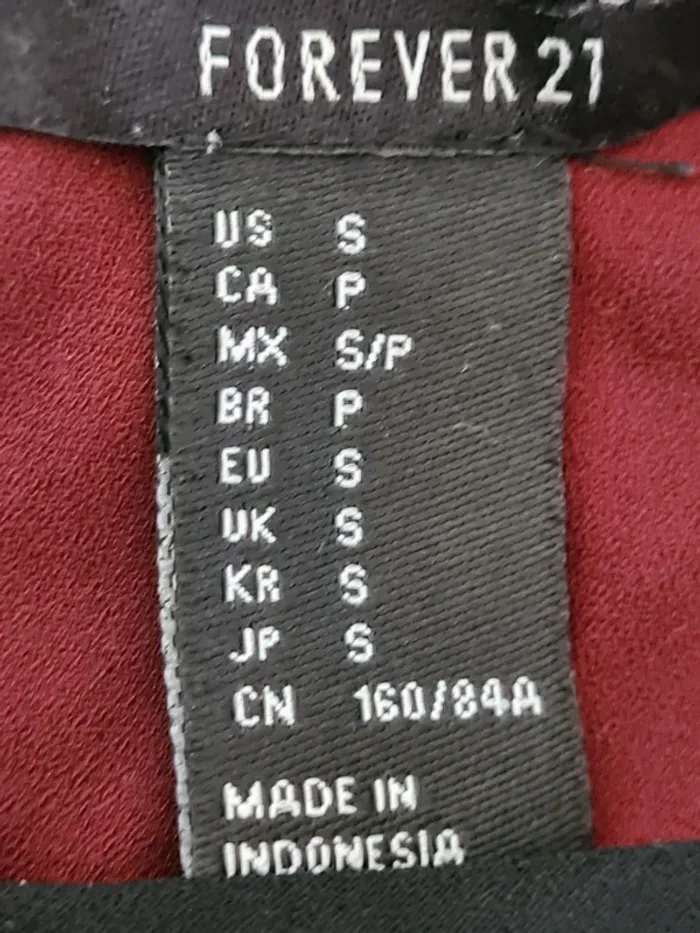 FOREVER 21
US S
CA P
MX S/P
BR P
EU S
UK S
KR S
JP S
CN 160/84A
MADE IN
INDONESIA